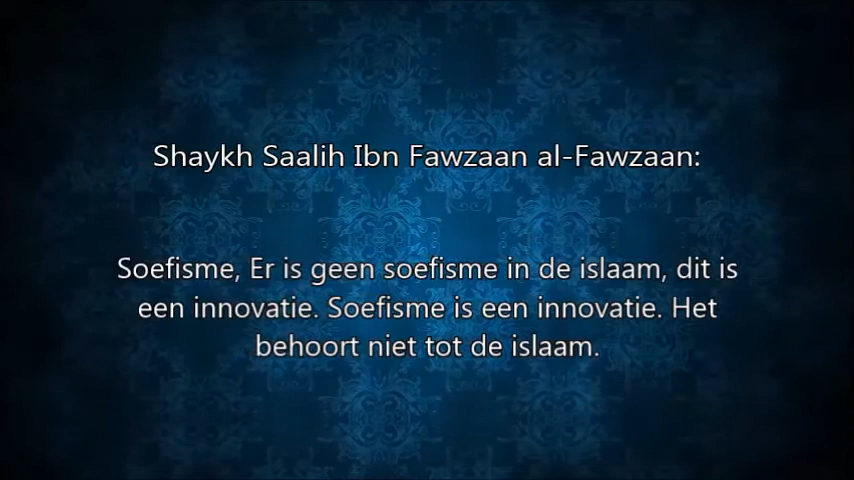 Shaykh Saalih Ibn Fawzaan al-Fawzaan:
Soefisme, Er is geen soefisme in de islaam, dit is
een innovatie. Soefisme is een innovatie. Het
behoort niet tot de islaam.